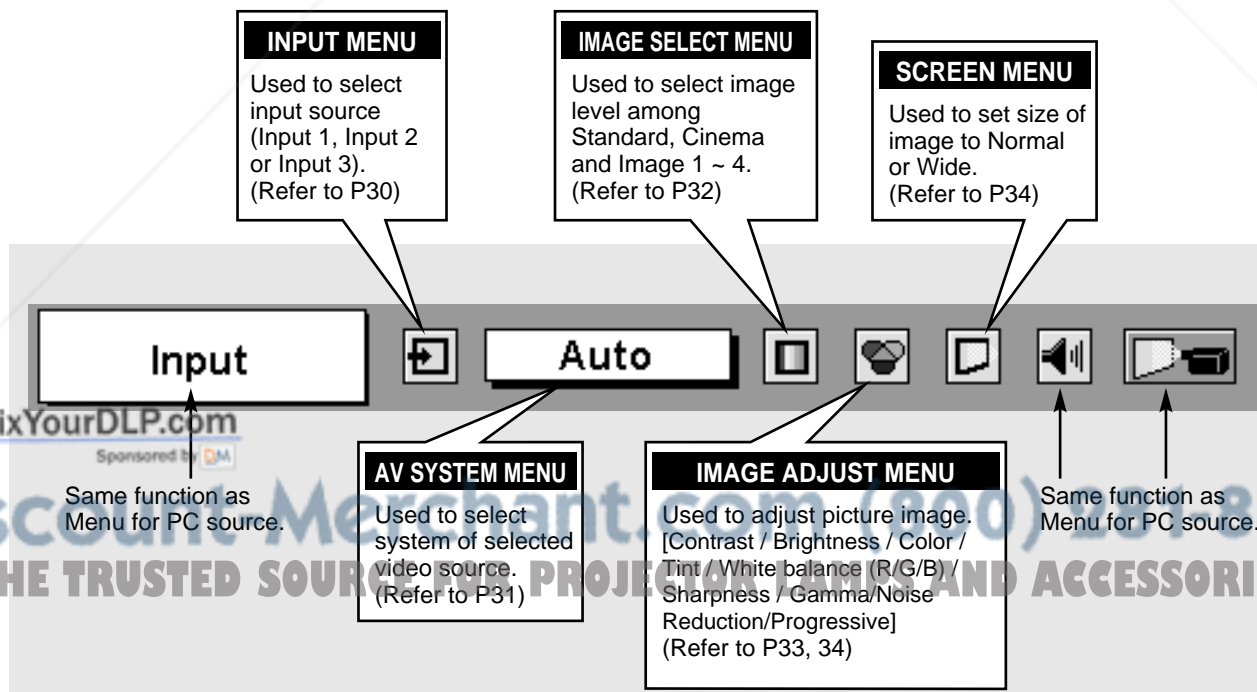 INPUT MENU
Used to select
input source
(Input 1, Input 2
or Input 3).
(Refer to P30)
IMAGE SELECT MENU
Used to select image
level among
Standard, Cinema
and Image 1 ~ 4.
(Refer to P32)
SCREEN MENU
Used to set size of
image to Normal
or Wide.
(Refer to P34)
Input
Auto
ixYourDLP.com
Sponsored by DM
Same function as
Menu for PC source.
AV SYSTEM MENU
Used to select
system of selected
video source.
(Refer to P31)
IMAGE ADJUST MENU
Used to adjust picture image.
[Contrast / Brightness / Color /
Tint / White balance (R/G/B) /
Sharpness / Gamma/Noise
Reduction/Progressive]
(Refer to P33, 34)
Same function as
Menu for PC source.
scount-Merchant.com (800) 281-8
HE TRUSTED SOURCE FOR PROJECTOR LAMPS AND ACCESSORI